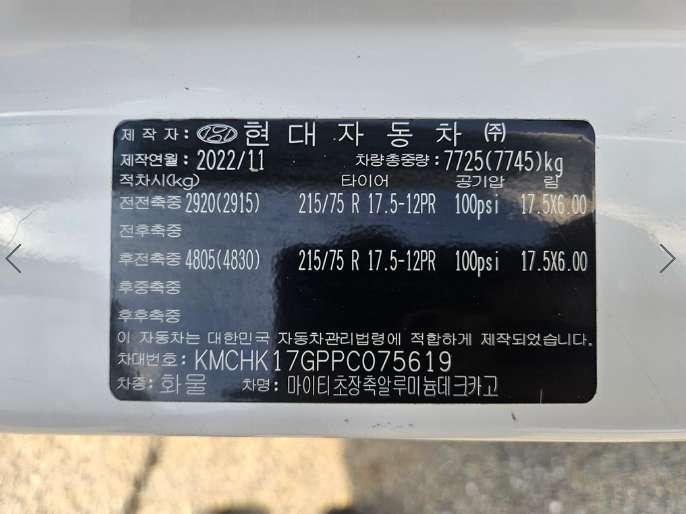 제 작 자: 현 대 자 동 차 ㈜
제작연월: 2022/11 차량총중량: 7725(7745)kg
적차시(kg) 타이어 공기압 림
전전축중 2920(2915) 215/75 R 17.5-12PR 100psi 17.5X6.00
전후축중
후전축중 4805(4830) 215/75 R 17.5-12PR 100psi 17.5X6.00
후중축중
후후축중
이 자동차는 대한민국 자동차관리법령에 적합하게 제작되었습니다.
차대번호: KMCHK17GPPC075619
차종: 화물 차명: 마이티초장축알루미늄데크카고